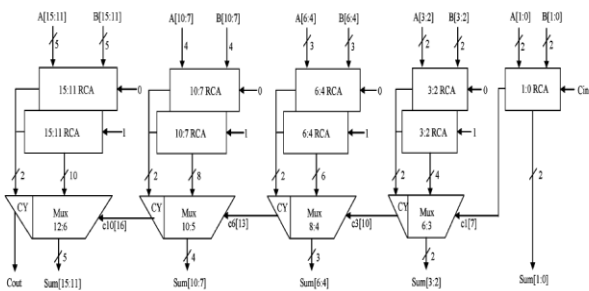 A[15:11] B[15:11] A[10:7] B[10:7] A[6:4] B[6:4] A[3:2] B[3:2] A[1:0] B[1:0]
5 5 4 4 3 3 2 2 2 2
15:11 RCA 0 10:7 RCA 0 6:4 RCA 0 3:2 RCA 0 1:0 RCA Cin
15:11 RCA 1 10:7 RCA 1 6:4 RCA 1 3:2 RCA 1
2 10 2 8 2 6 2 4 2
CY Mux 12:6 c10[16] Mux 10:5 c6[13] CY Mux 8:4 c3[10] CY Mux 6:3 c1[7]
5 4 3 2
Cout Sum[15:11] Sum[10:7] Sum[6:4] Sum[3:2] Sum[1:0]